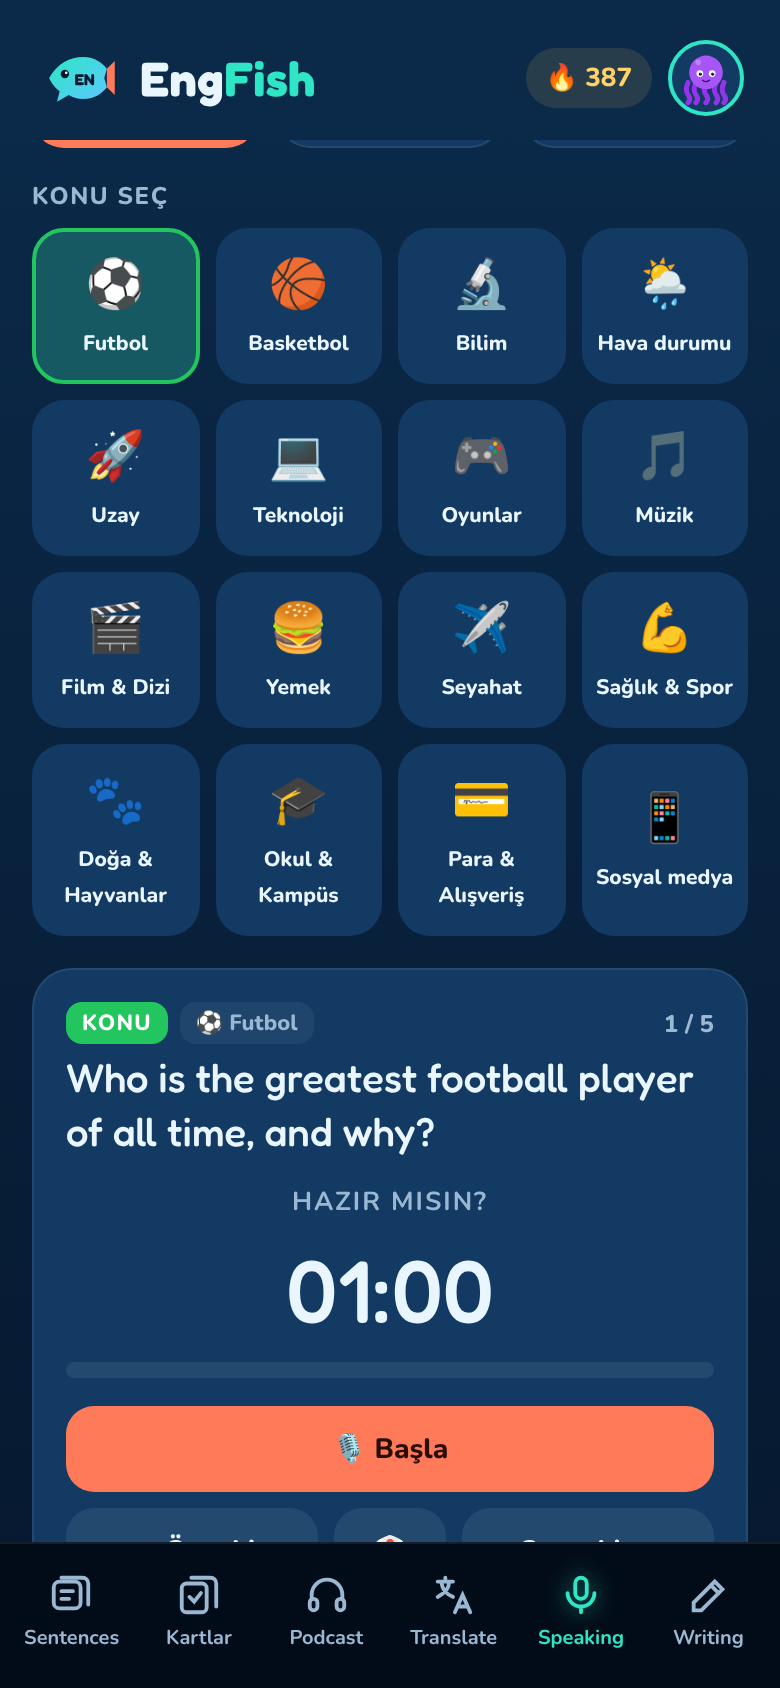 EN
EngFish
387
KONU SEÇ
Futbol
Basketbol
Bilim
Hava durumu
Uzay
Teknoloji
Oyunlar
Müzik
Film & Dizi
Yemek
Seyahat
Sağlık & Spor
Doğa &
Hayvanlar
Okul &
Kampüs
Para &
Alışveriş
Sosyal medya
KONU
Futbol
1 / 5
Who is the greatest football player
of all time, and why?
HAZIR MISIN?
01:00
Başla
Sentences
Kartlar
Podcast
Translate
Speaking
Writing